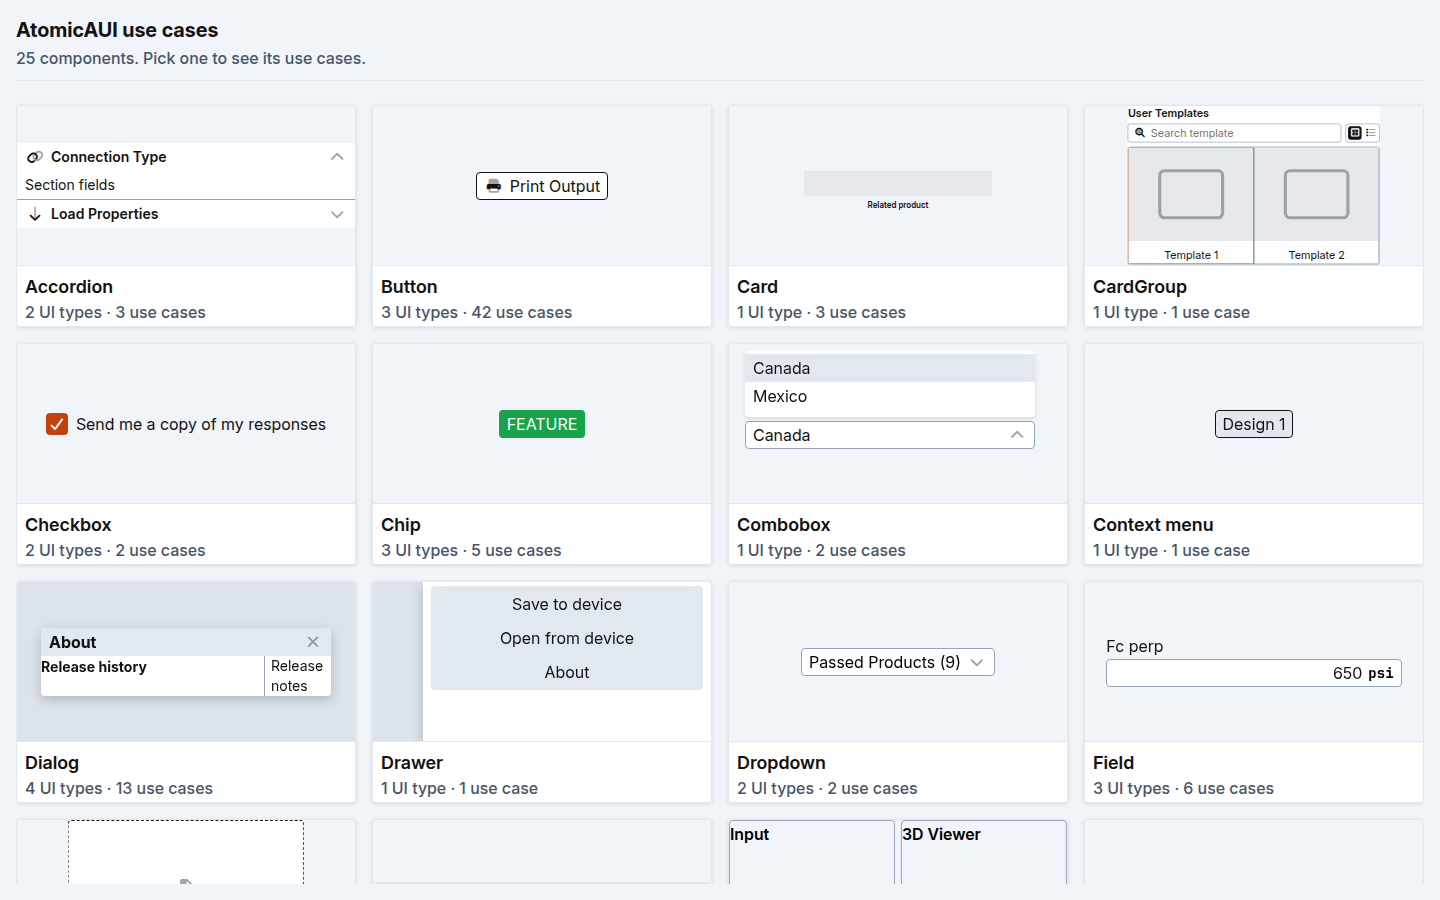 AtomicAUI use cases
25 components. Pick one to see its use cases.
Connection Type
Section fields
Load Properties
Accordion
2 UI types · 3 use cases
Print Output
Button
3 UI types · 42 use cases
Related product
Card
1 UI type · 3 use cases
User Templates
Search template
Template 1
Template 2
CardGroup
1 UI type · 1 use case
Send me a copy of my responses
Checkbox
2 UI types · 2 use cases
FEATURE
Chip
3 UI types · 5 use cases
Canada
Mexico
Canada
Combobox
1 UI type · 2 use cases
Design 1
Context menu
1 UI type · 1 use case
About
Release history
Release
notes
Dialog
4 UI types · 13 use cases
Save to device
Open from device
About
Drawer
1 UI type · 1 use case
Passed Products (9)
Dropdown
2 UI types · 2 use cases
Fc perp
650 psi
Field
3 UI types · 6 use cases
Input
3D Viewer